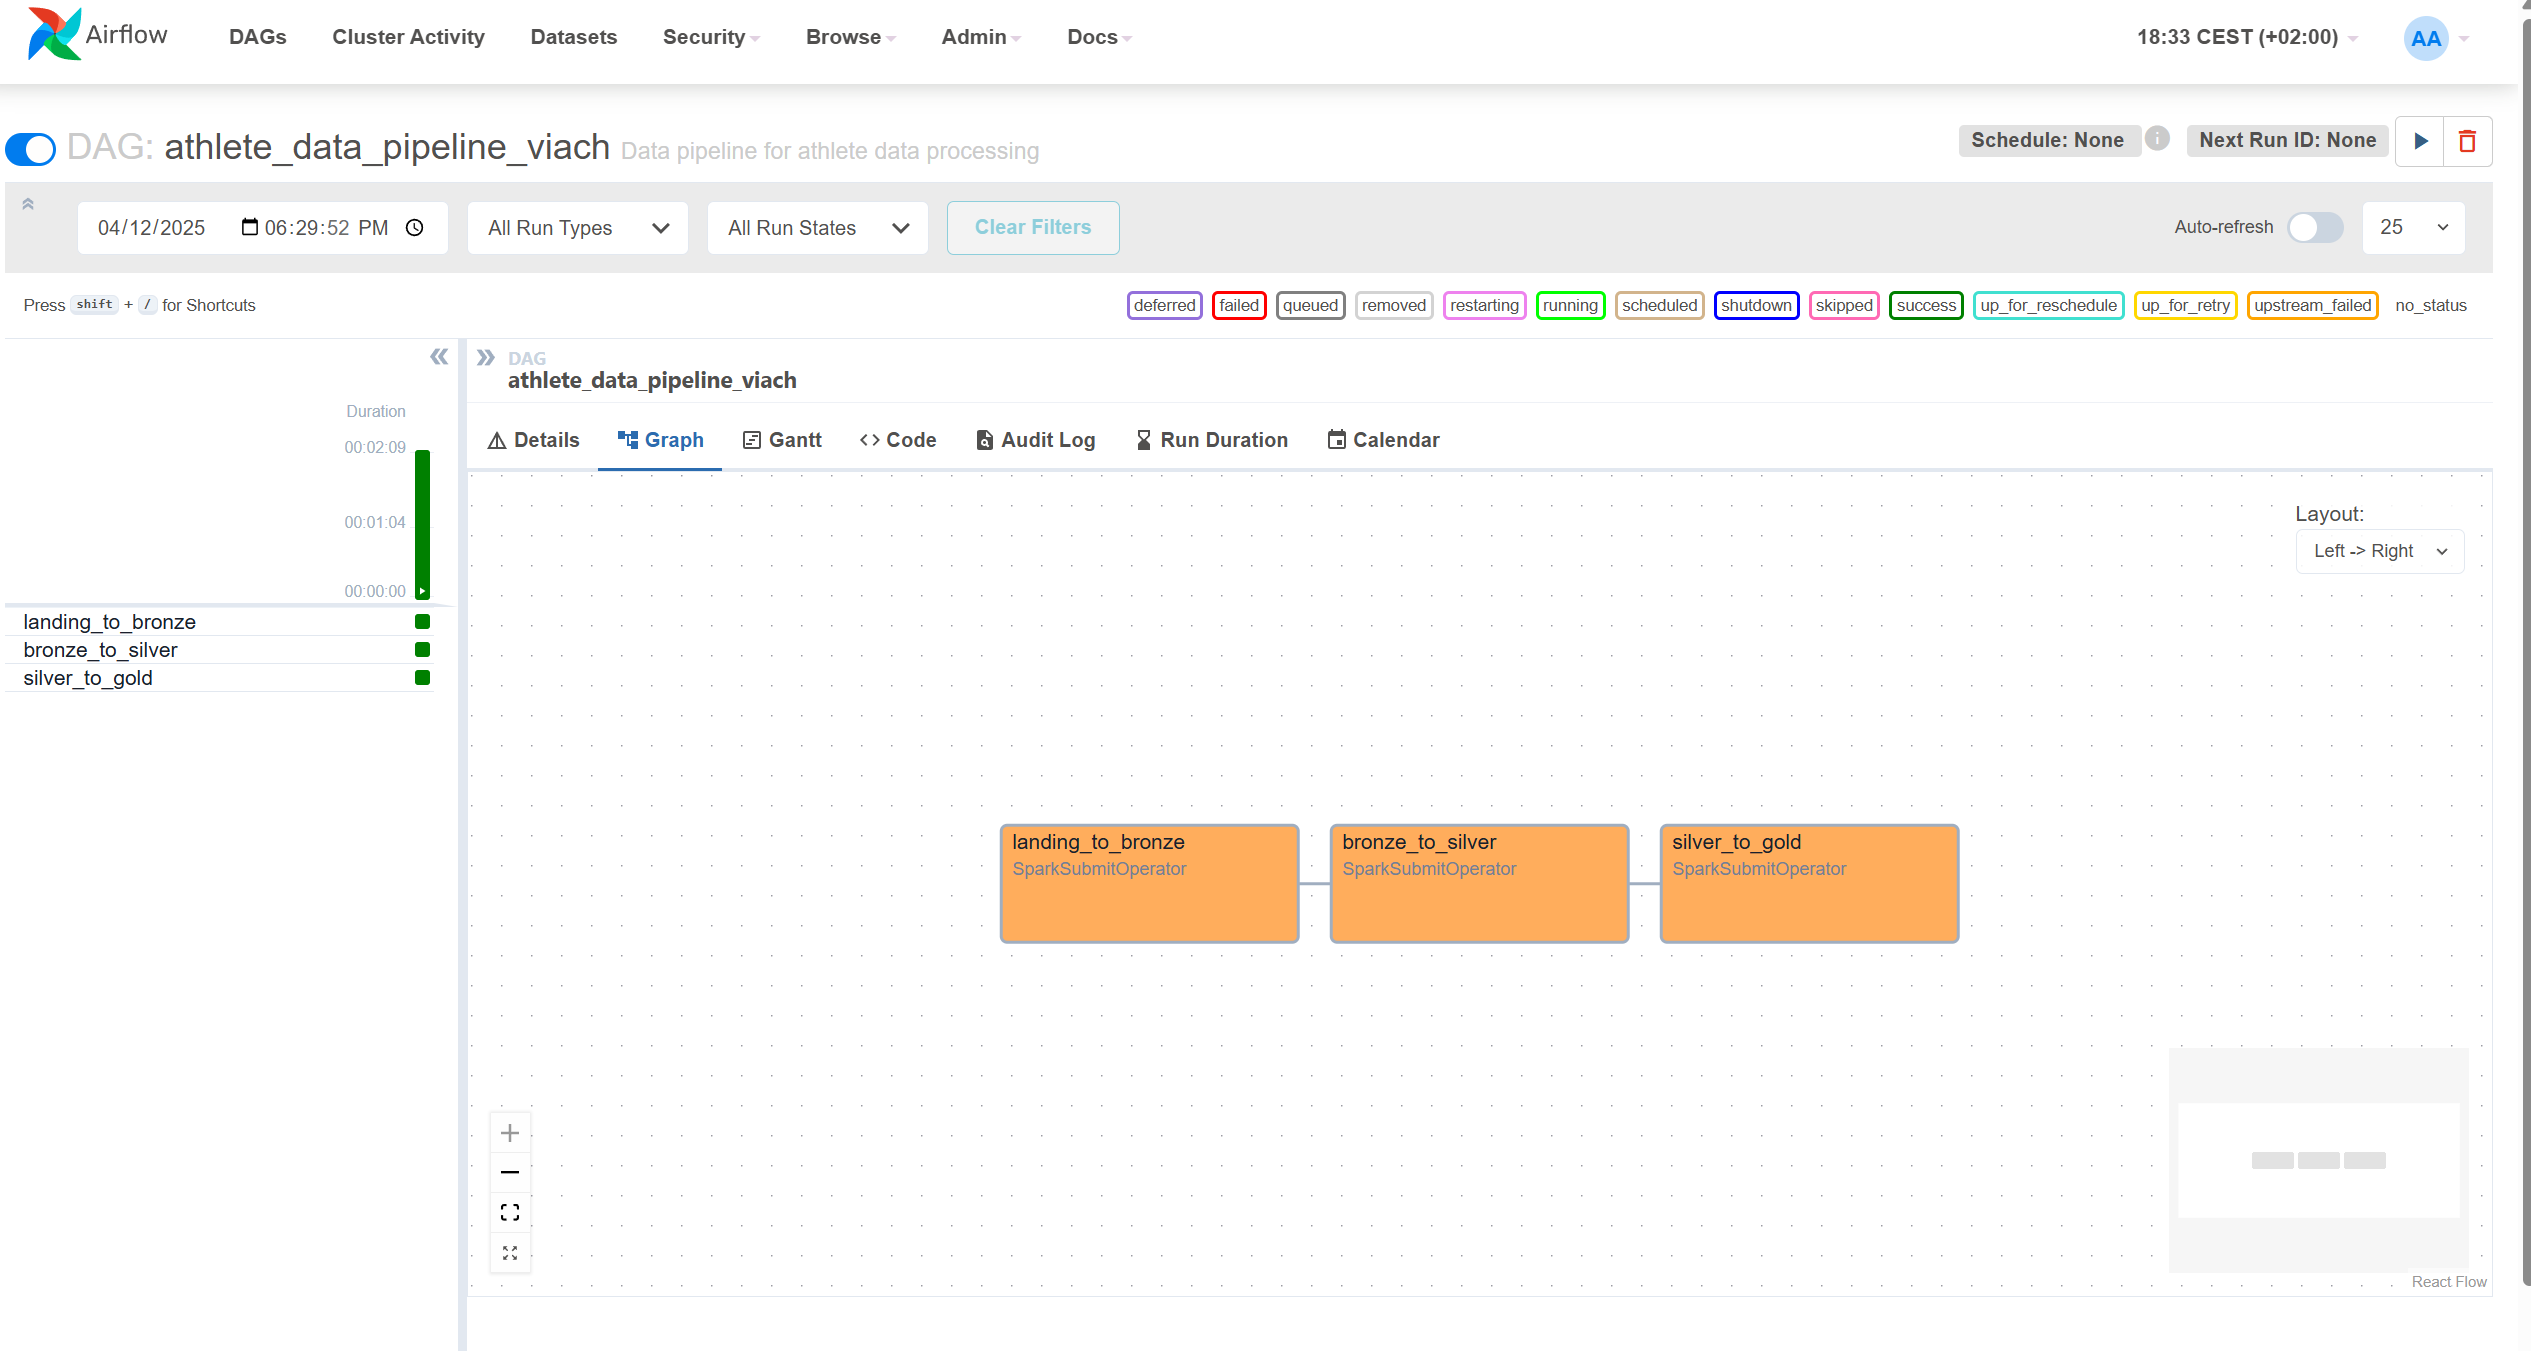 Airflow DAGs Cluster Activity Datasets Security Browse Admin Docs 18:33 CEST (+02:00) AA
DAG: athlete_data_pipeline_viach Data pipeline for athlete data processing Schedule: None i Next Run ID: None
04/12/2025 06:29:52 PM All Run Types All Run States Clear Filters Auto-refresh 25
Press shift + / for Shortcuts deferred failed queued removed restarting running scheduled shutdown skipped success up_for_reschedule up_for_retry upstream_failed no_status
DAG
athlete_data_pipeline_viach
Duration
00:02:09
00:01:04
00:00:00
landing_to_bronze
bronze_to_silver
silver_to_gold
Details Graph Gantt Code Audit Log Run Duration Calendar
Layout:
Left -> Right
landing_to_bronze
SparkSubmitOperator
bronze_to_silver
SparkSubmitOperator
silver_to_gold
SparkSubmitOperator
React Flow